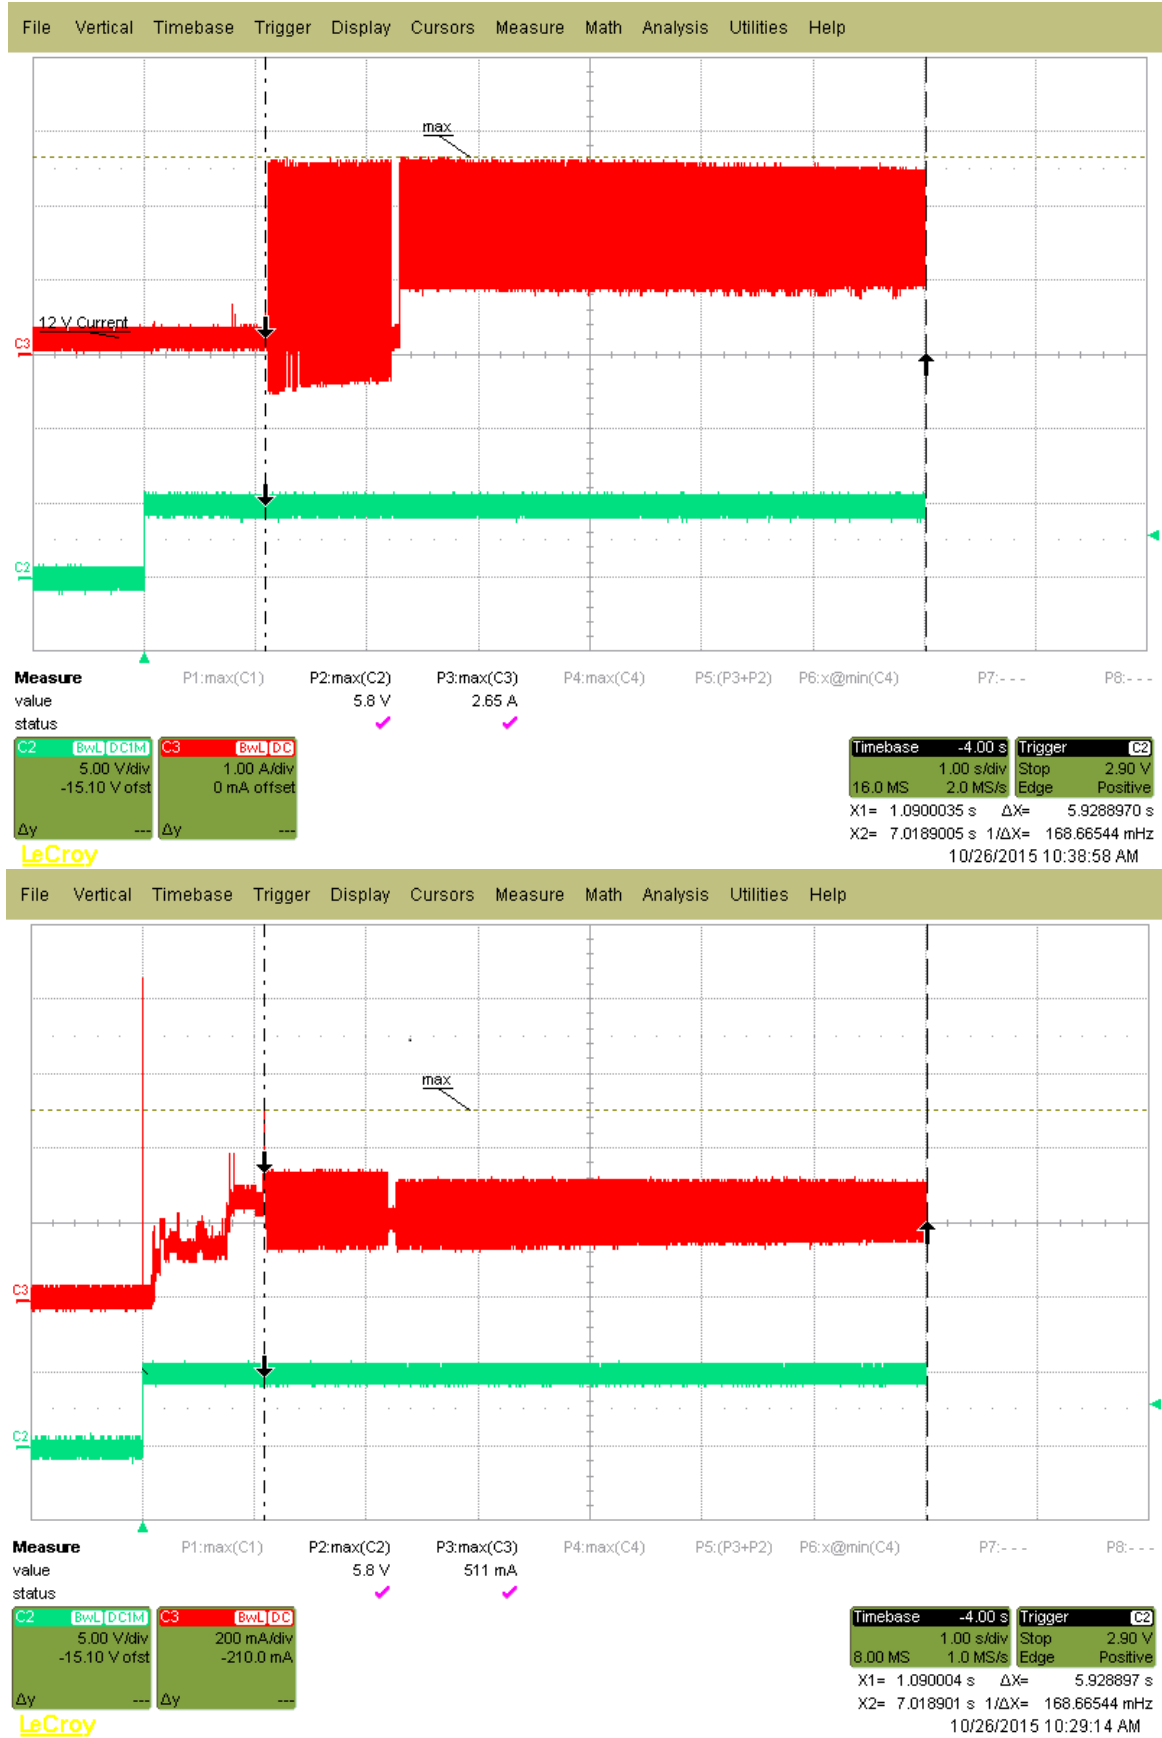 File Vertical Timebase Trigger Display Cursors Measure Math Analysis Utilities Help
max
12 V Current
C3
C2
Measure P1:max(C1) P2:max(C2) P3:max(C3) P4:max(C4) P5:(P3+P2) P6:x@min(C4) P7:--- P8:---
value 5.8 V 2.65 A
status
C2 BwL DC1M C3 BwL DC Timebase -4.00 s Trigger C2
5.00 V/div 1.00 A/div 1.00 s/div Stop 2.90 V
-15.10 V ofst 0 mA offset 16.0 MS 2.0 MS/s Edge Positive
X1= 1.0900035 s ΔX= 5.9288970 s
Δy --- Δy --- X2= 7.0189005 s 1/ΔX= 168.66544 mHz
LeCroy 10/26/2015 10:38:58 AM
File Vertical Timebase Trigger Display Cursors Measure Math Analysis Utilities Help
max
C3
C2
Measure P1:max(C1) P2:max(C2) P3:max(C3) P4:max(C4) P5:(P3+P2) P6:x@min(C4) P7:--- P8:---
value 5.8 V 511 mA
status
C2 BwL DC1M C3 BwL DC Timebase -4.00 s Trigger C2
5.00 V/div 200 mA/div 1.00 s/div Stop 2.90 V
-15.10 V ofst -210.0 mA 8.00 MS 1.0 MS/s Edge Positive
X1= 1.090004 s ΔX= 5.928897 s
Δy --- Δy --- X2= 7.018901 s 1/ΔX= 168.66544 mHz
LeCroy 10/26/2015 10:29:14 AM